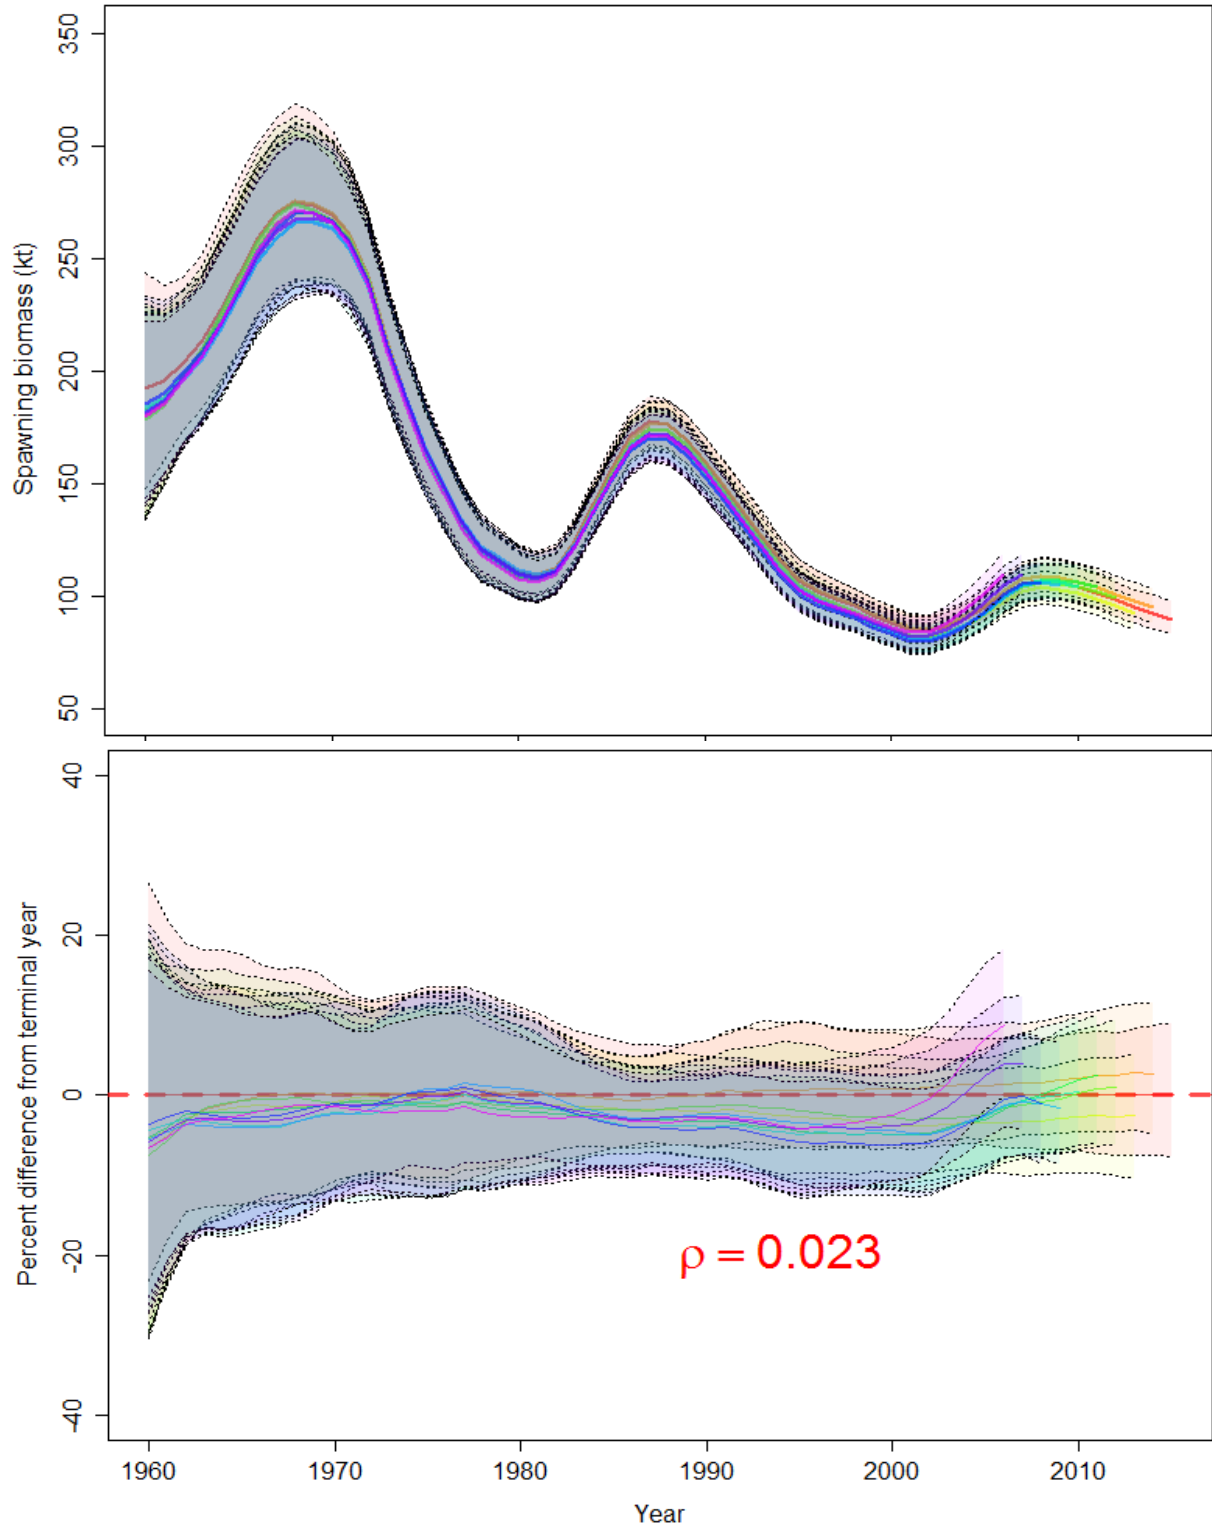 350
300
250
200
150
100
50
Spawning biomass (kt)
40
20
0
-20
-40
Percent difference from terminal year
ρ = 0.023
1960 1970 1980 1990 2000 2010
Year